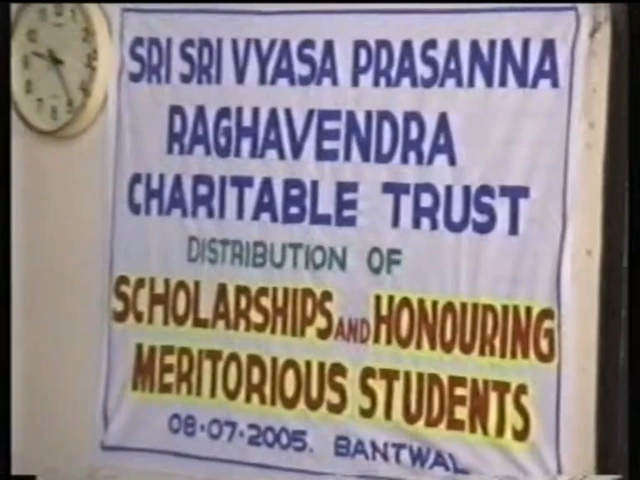 SRI SRI VYASA PRASANNA
RAGHAVENDRA
CHARITABLE TRUST
DISTRIBUTION OF
SCHOLARSHIPS AND HONOURING
MERITORIOUS STUDENTS
08-07-2005. BANTWAL